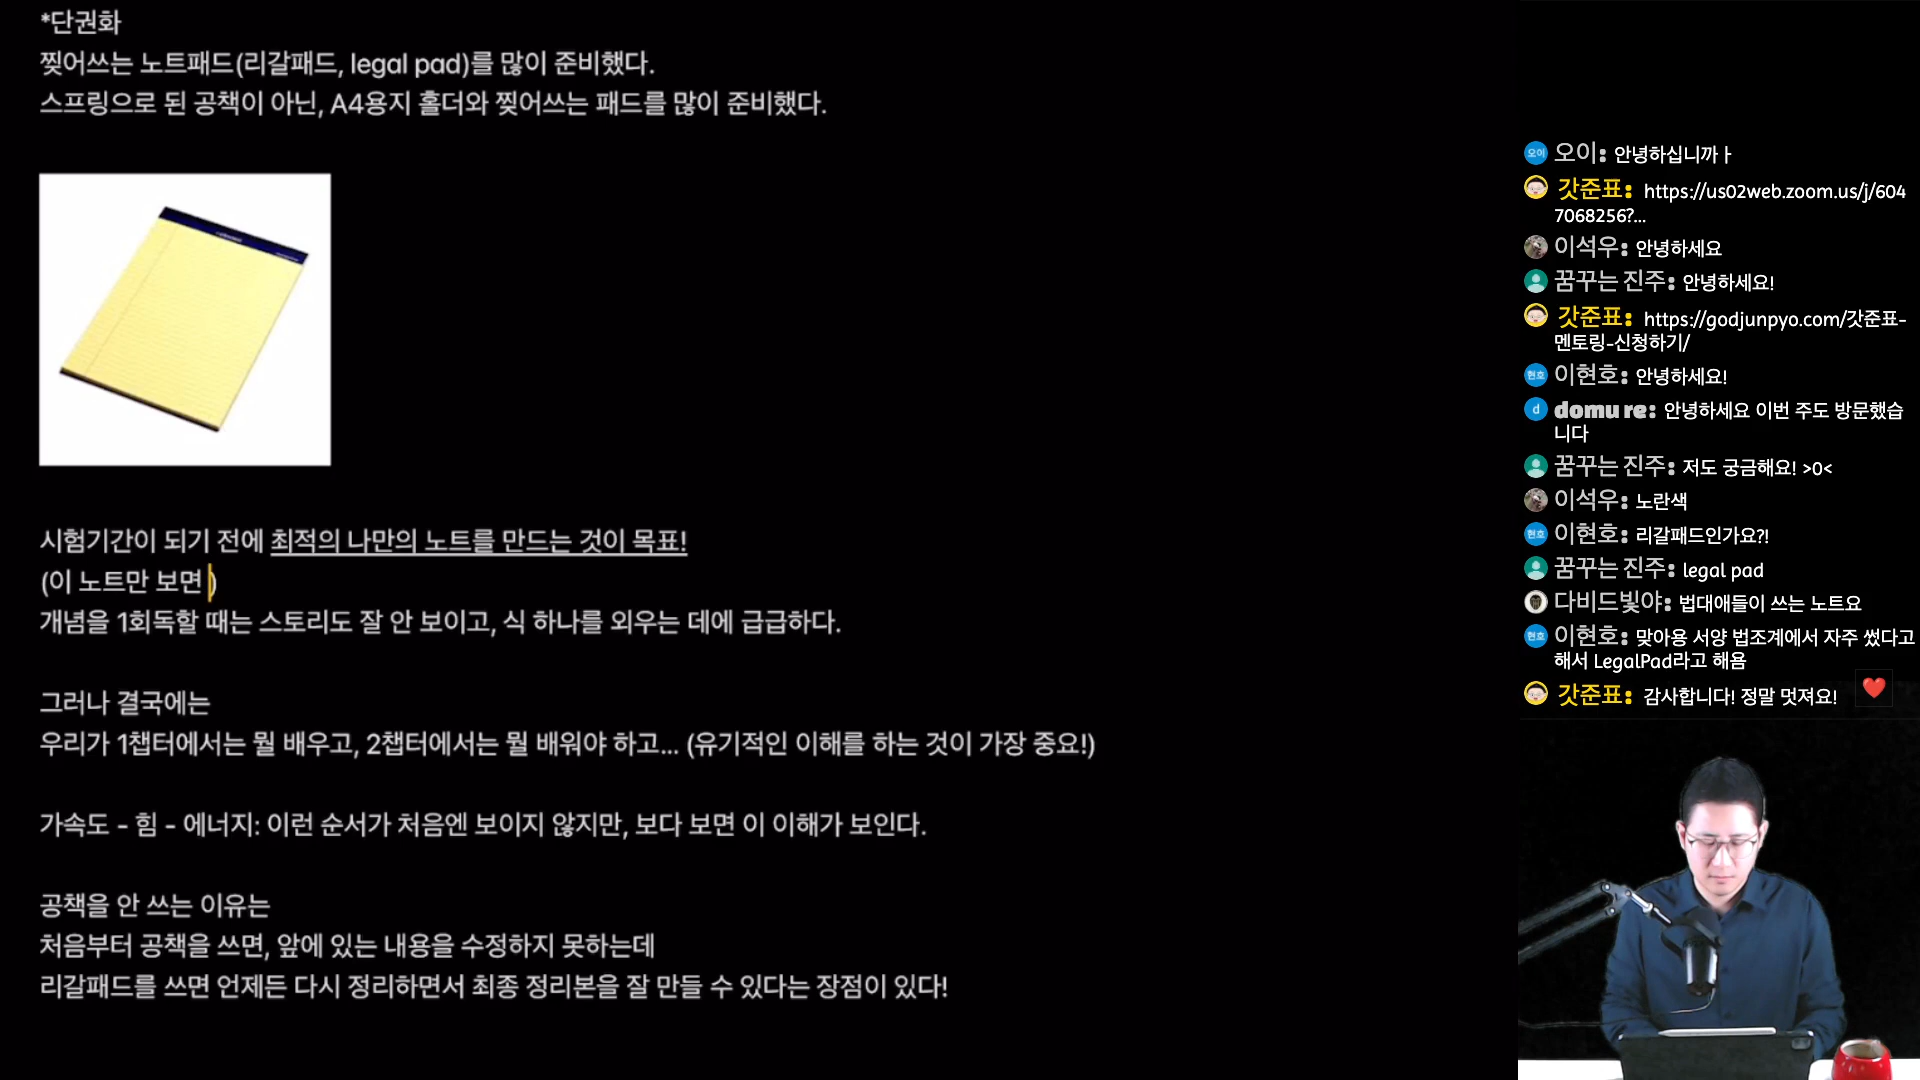 *단권화
찢어쓰는 노트패드(리갈패드, legal pad)를 많이 준비했다.
스프링으로 된 공책이 아닌, A4용지 홀더와 찢어쓰는 패드를 많이 준비했다.
시험기간이 되기 전에 최적의 나만의 노트를 만드는 것이 목표!
(이 노트만 보면 )
개념을 1회독할 때는 스토리도 잘 안 보이고, 식 하나를 외우는 데에 급급하다.
그러나 결국에는
우리가 1챕터에서는 뭘 배우고, 2챕터에서는 뭘 배워야 하고... (유기적인 이해를 하는 것이 가장 중요!)
가속도 - 힘 - 에너지: 이런 순서가 처음엔 보이지 않지만, 보다 보면 이 이해가 보인다.
공책을 안 쓰는 이유는
처음부터 공책을 쓰면, 앞에 있는 내용을 수정하지 못하는데
리갈패드를 쓰면 언제든 다시 정리하면서 최종 정리본을 잘 만들 수 있다는 장점이 있다!
오이 오이: 안녕하십니까ㅏ
갓준표: https://us02web.zoom.us/j/604
7068256?...
이석우: 안녕하세요
꿈꾸는 진주: 안녕하세요!
갓준표: https://godjunpyo.com/갓준표-
멘토링-신청하기/
현호 이현호: 안녕하세요!
d domu re: 안녕하세요 이번 주도 방문했습
니다
꿈꾸는 진주: 저도 궁금해요! >0<
이석우: 노란색
현호 이현호: 리갈패드인가요?!
꿈꾸는 진주: legal pad
다비드빛야: 법대애들이 쓰는 노트요
현호 이현호: 맞아용 서양 법조계에서 자주 썼다고
해서 LegalPad라고 해욤
갓준표: 감사합니다! 정말 멋져요!